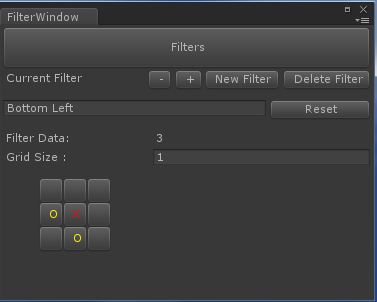 FilterWindow
Filters
Current Filter - + New Filter Delete Filter
Bottom Left Reset
Filter Data: 3
Grid Size : 1
O X
O